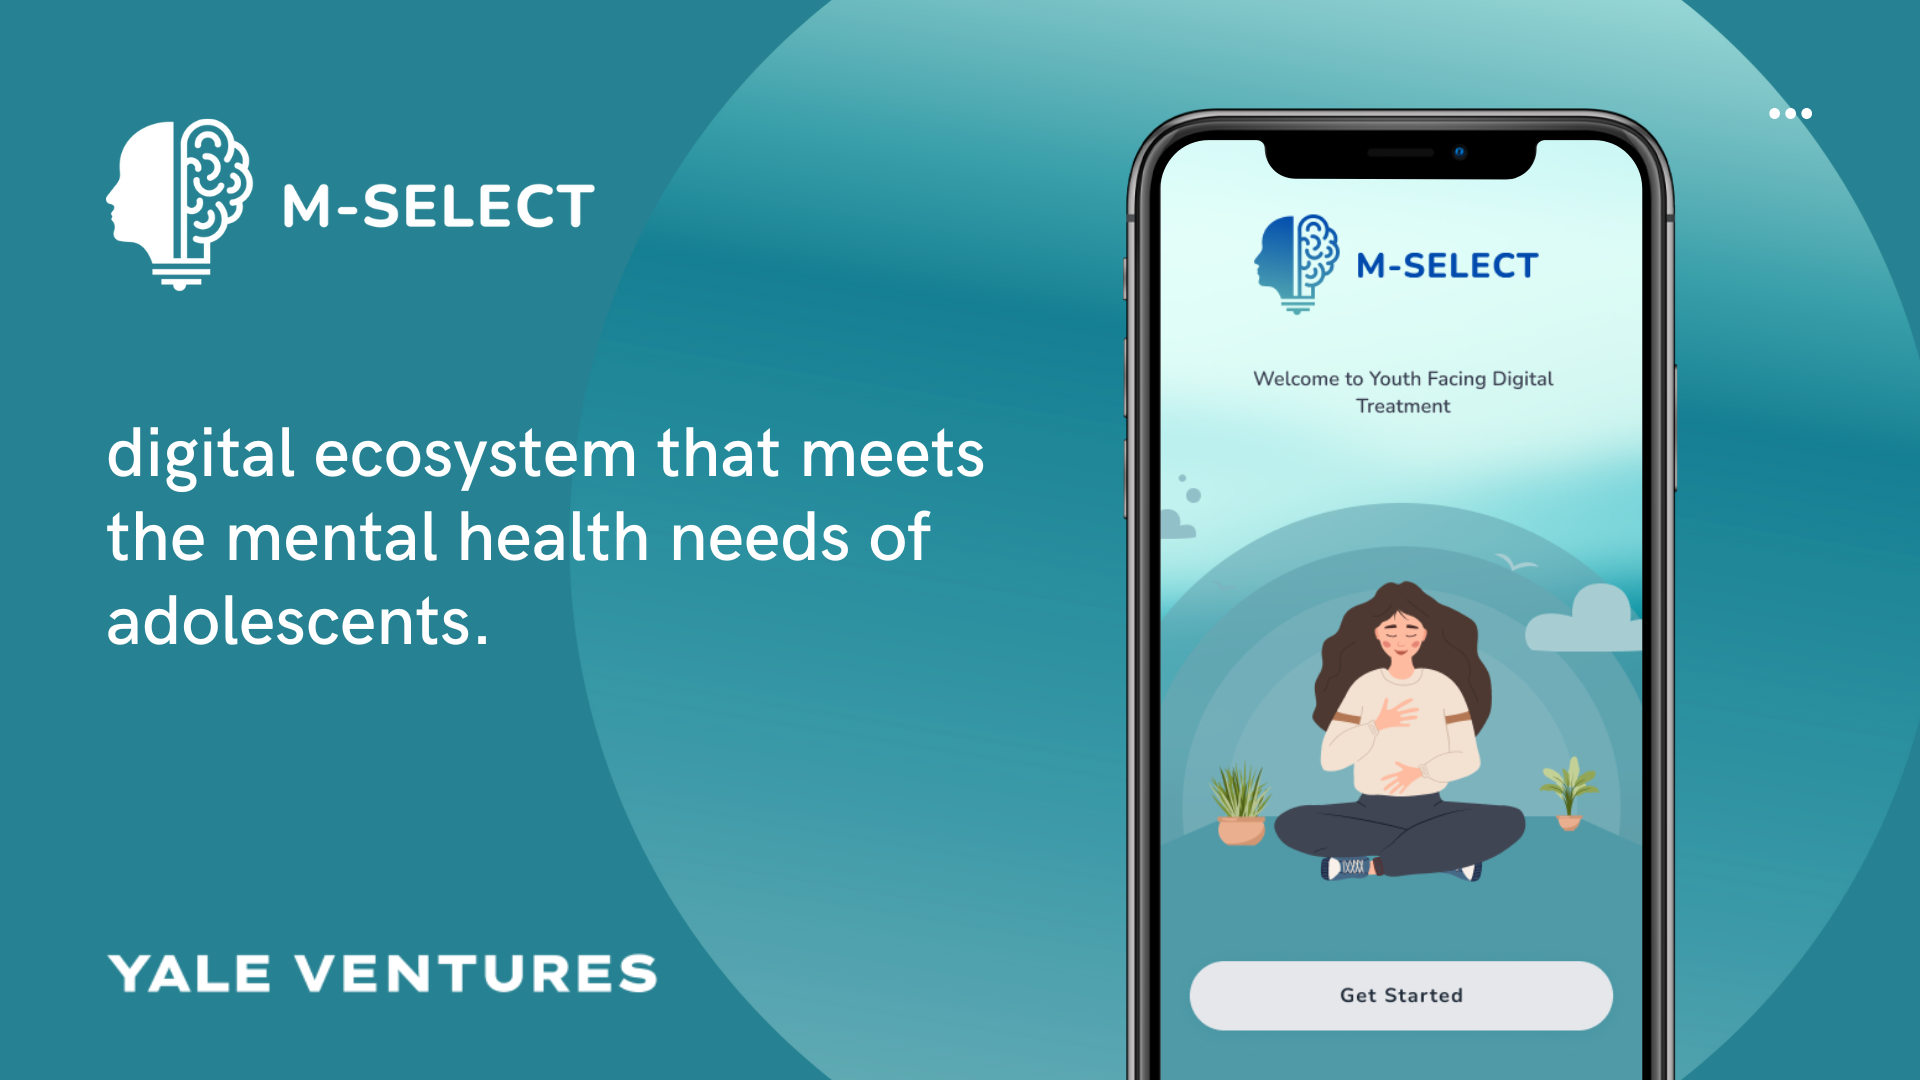 M-SELECT
digital ecosystem that meets
the mental health needs of
adolescents.
YALE VENTURES
M-SELECT
Welcome to Youth Facing Digital
Treatment
Get Started